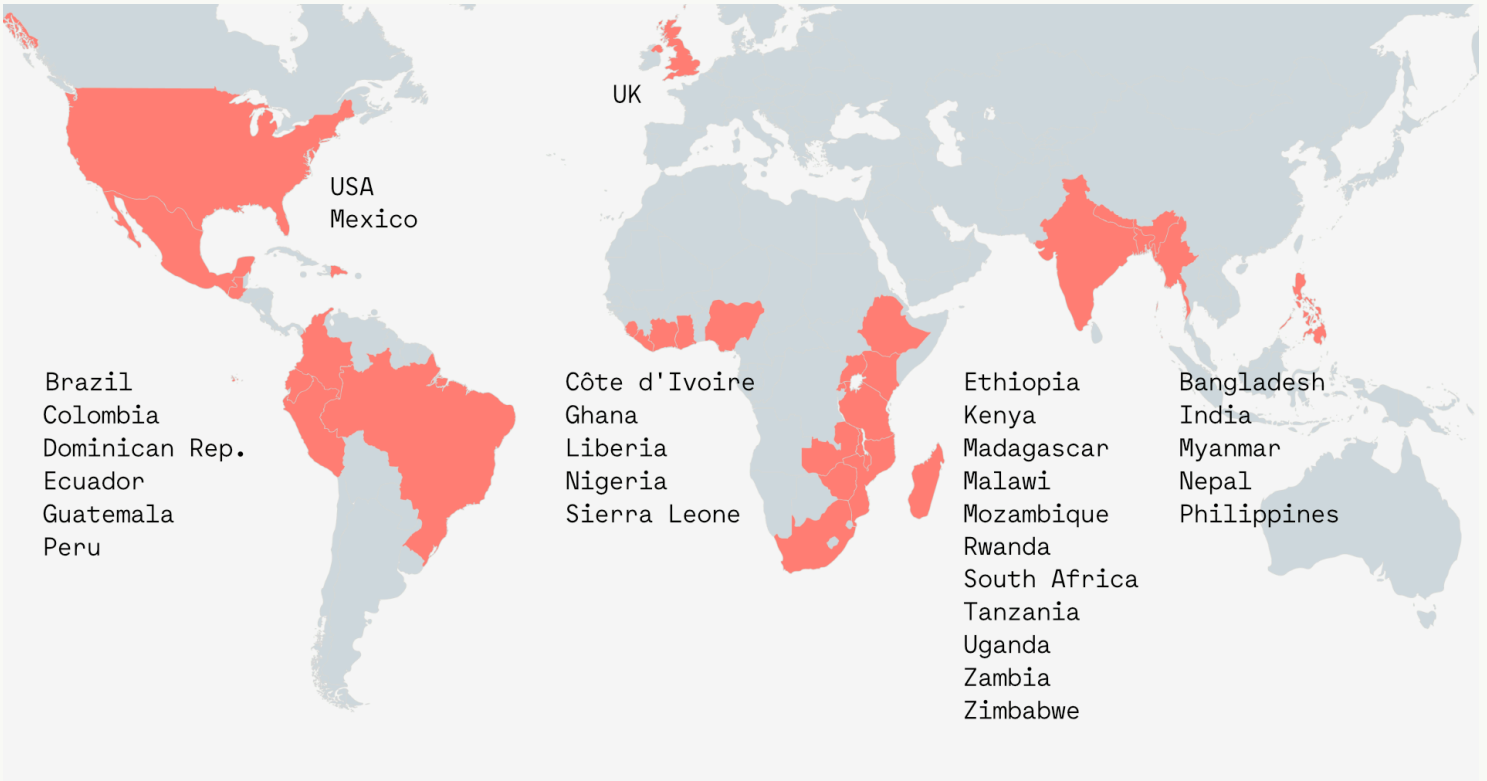 UK
USA
Mexico
Brazil
Colombia
Dominican Rep.
Ecuador
Guatemala
Peru
Côte d'Ivoire
Ghana
Liberia
Nigeria
Sierra Leone
Ethiopia
Kenya
Madagascar
Malawi
Mozambique
Rwanda
South Africa
Tanzania
Uganda
Zambia
Zimbabwe
Bangladesh
India
Myanmar
Nepal
Philippines